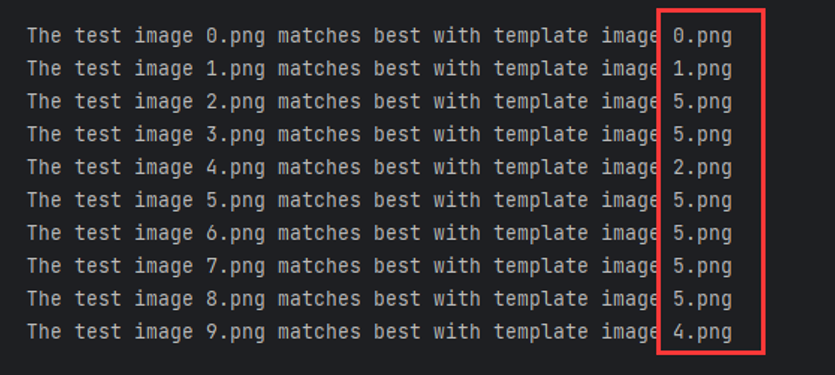 The test image 0.png matches best with template image 0.png
The test image 1.png matches best with template image 1.png
The test image 2.png matches best with template image 5.png
The test image 3.png matches best with template image 5.png
The test image 4.png matches best with template image 2.png
The test image 5.png matches best with template image 5.png
The test image 6.png matches best with template image 5.png
The test image 7.png matches best with template image 5.png
The test image 8.png matches best with template image 5.png
The test image 9.png matches best with template image 4.png